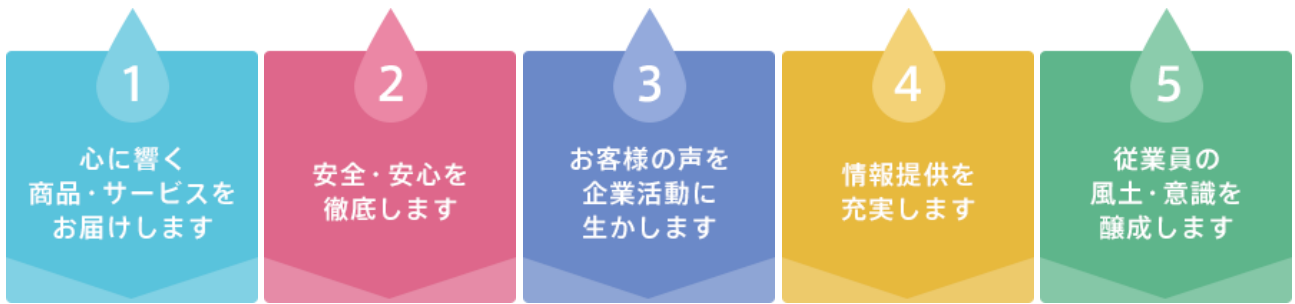 1
心に響く
商品・サービスを
お届けします
2
安全・安心を
徹底します
3
お客様の声を
企業活動に
生かします
4
情報提供を
充実します
5
従業員の
風土・意識を
醸成します